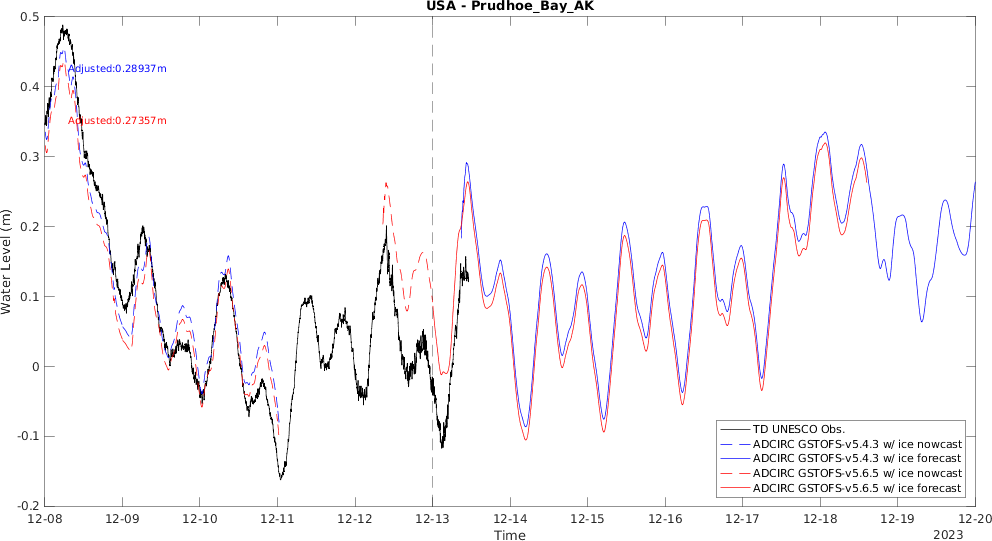 USA - Prudhoe_Bay_AK
0.5
0.4
0.3
0.2
0.1
0
-0.1
-0.2
Water Level (m)
Adjusted:0.28937m
Adjusted:0.27357m
TD UNESCO Obs.
ADCIRC GSTOFS-v5.4.3 w/ ice nowcast
ADCIRC GSTOFS-v5.4.3 w/ ice forecast
ADCIRC GSTOFS-v5.6.5 w/ ice nowcast
ADCIRC GSTOFS-v5.6.5 w/ ice forecast
12-08 12-09 12-10 12-11 12-12 12-13 12-14 12-15 12-16 12-17 12-18 12-19 12-20
Time
2023